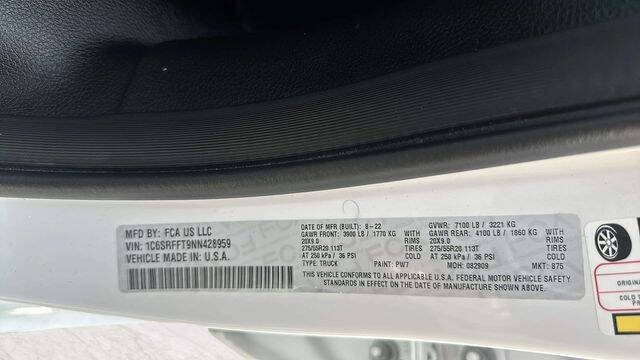 MFD BY: FCA US LLC
VIN: 1C6SRFFT9NN428959
VEHICLE MADE IN: U.S.A.
DATE OF MFR (BUILT): 8-22
GAWR FRONT: 3900 LB / 1770 KG
20X9.0
275/55R20 113T TIRES
AT 250 kPa / 36 PSI COLD
TYPE: TRUCK PAINT: PW7
GVWR: 7100 LB / 3221 KG
GAWR REAR: 4100 LB / 1860 KG
20X9.0
275/55R20 113T TIRES
AT 250 kPa / 36 PSI COLD
MDH: 082909 MKT: 875
THIS VEHICLE CONFORMS TO ALL APPLICABLE U.S.A. FEDERAL MOTOR VEHICLE SAFETY
STANDARDS IN EFFECT ON THE DATE OF MANUFACTURE SHOWN ABOVE.
ORIGINAL
COLD